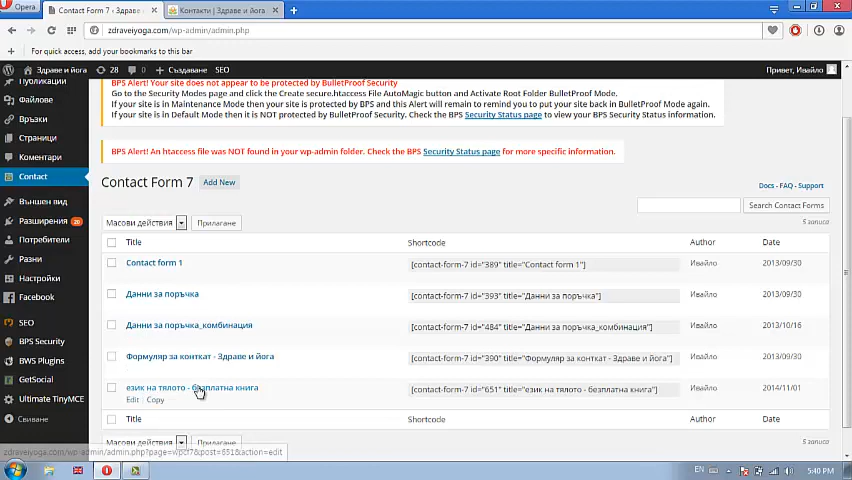 Opera
Contact Form 7 ‹ Здраве
Контакти | Здраве и йога
zdraveiyoga.com/wp-admin/admin.php
For quick access, add your bookmarks to this bar
Здраве и йога 28 0 + Създаване SEO Привет, Ивайло
Публикации
Файлове
Връзки
Страници
Коментари
Contact
Външен вид
Разширения 20
Потребители
Разни
Настройки
Facebook
SEO
BPS Security
BWS Plugins
GetSocial
Ultimate TinyMCE
Свиване
BPS Alert! Your site does not appear to be protected by BulletProof Security
Go to the Security Modes page and click the Create secure.htaccess File AutoMagic button and Activate Root Folder BulletProof Mode.
If your site is in Maintenance Mode then your site is protected by BPS and this Alert will remain to remind you to put your site back in BulletProof Mode again.
If your site is in Default Mode then it is NOT protected by BulletProof Security. Check the BPS Security Status page to view your BPS Security Status information.
BPS Alert! An htaccess file was NOT found in your wp-admin folder. Check the BPS Security Status page for more specific information.
Contact Form 7 Add New
Docs - FAQ - Support
Search Contact Forms
Масови действия Прилагане 5 записа
Title Shortcode Author Date
Contact form 1 [contact-form-7 id="389" title="Contact form 1"] Ивайло 2013/09/30
Данни за поръчка [contact-form-7 id="393" title="Данни за поръчка"] Ивайло 2013/09/30
Данни за поръчка_комбинация [contact-form-7 id="484" title="Данни за поръчка_комбинация"] Ивайло 2013/10/16
Формуляр за конткат - Здраве и йога [contact-form-7 id="390" title="Формуляр за конткат - Здраве и йога"] Ивайло 2013/09/30
език на тялото - безплатна книга [contact-form-7 id="651" title="език на тялото - безплатна книга"] Ивайло 2014/11/01
Edit | Copy
Title Shortcode Author Date
Масови действия Прилагане 5 записа
zdraveiyoga.com/wp-admin/admin.php?page=wpcf7&post=651&action=edit
EN 5:40 PM